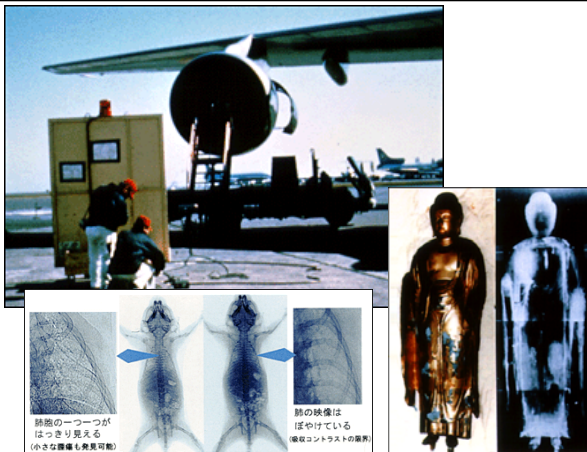 肺胞の一つ一つが
はっきり見える
(小さな腫瘍も発見可能)
肺の映像は
ぼやけている
(吸収コントラストの限界)